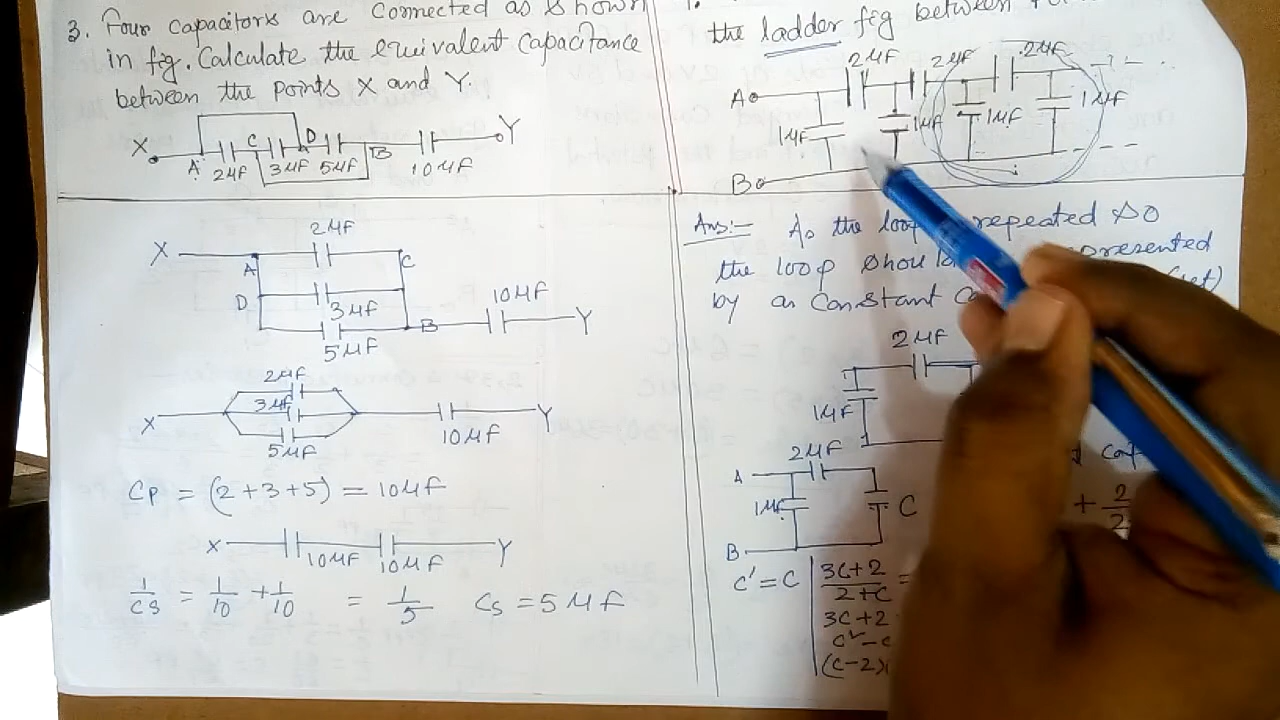 3. Four capacitors are connected as shown
in fig. Calculate the equivalent capacitance
between the points X and Y.
X A 2μF C 3μF D 5μF B 10μF Y
X A 2μF C
D 3μF 10μF
5μF B Y
2μF
X 3μF 10μF Y
5μF
Cp = (2+3+5) = 10μF
X 10μF 10μF Y
1/Cs = 1/10 + 1/10 = 1/5 Cs = 5μF
1.
the ladder fig between
2μF 2μF 2μF
A 1μF 1μF 1μF 1μF
B
Ans:- As the loop repeated so
the loop
by a constant
2μF
1μF
2μF
A 1μF C
B
+ 2/2
C' = C 3C+2/2+C =
3C+2
(C-2)